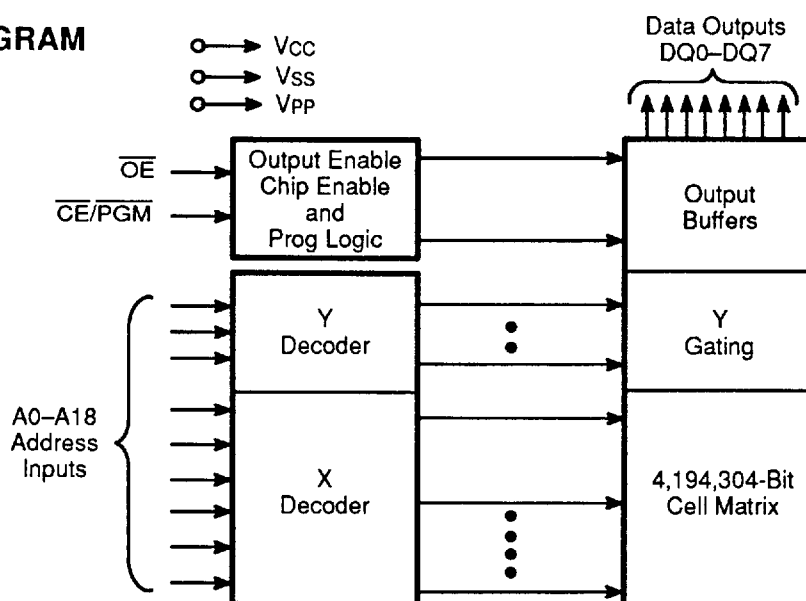 GRAM
VCC
VSS
VPP
Data Outputs
DQ0–DQ7
OE
CE/PGM
Output Enable
Chip Enable
and
Prog Logic
Output
Buffers
Y
Decoder
Y
Gating
A0–A18
Address
Inputs
X
Decoder
4,194,304-Bit
Cell Matrix